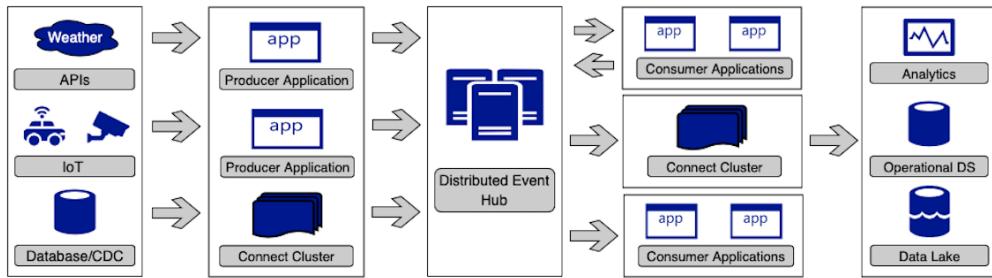 Weather
APIs
IoT
Database/CDC
app
Producer Application
app
Producer Application
Connect Cluster
Distributed Event
Hub
app app
Consumer Applications
Connect Cluster
app app
Consumer Applications
Analytics
Operational DS
Data Lake